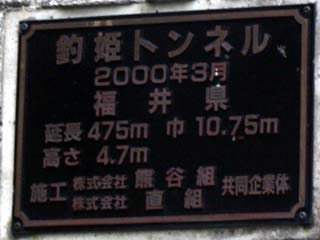 釣姫トンネル
2000年3月
福井県
延長 475m 巾 10.75m
高さ 4.7m
施工 株式会社 熊谷組 共同企業体
株式会社 直組